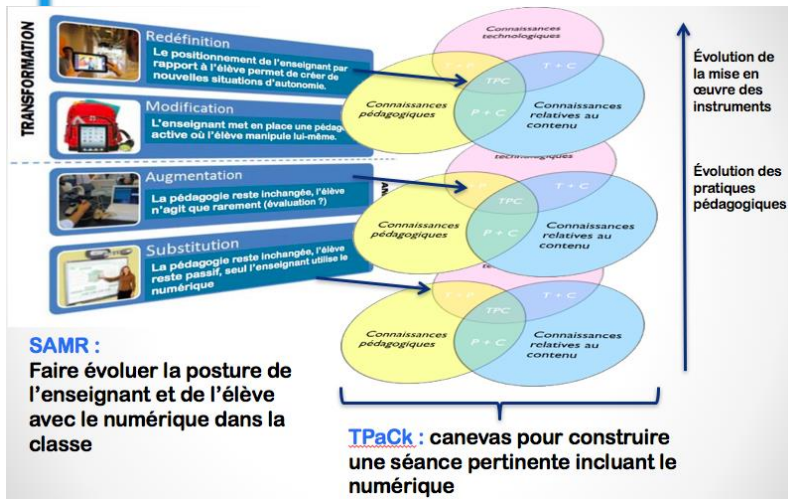 TRANSFORMATION
Redéfinition
Le positionnement de l'enseignant par
rapport à l'élève permet de créer de
nouvelles situations d'autonomie.
Modification
L'enseignant met en place une pédag
active où l'élève manipule lui-même.
Augmentation
La pédagogie reste inchangée, l'élève
n'agit que rarement (évaluation ?)
Substitution
La pédagogie reste inchangée, l'élève
reste passif, seul l'enseignant utilise le
numérique
SAMR :
Faire évoluer la posture de
l'enseignant et de l'élève
avec le numérique dans la
classe
Connaissances
technologiques
T + P
T + C
TPC
P + C
Connaissances
pédagogiques
Connaissances
relatives au
contenu
technologiques
TPC
P + C
Connaissances
pédagogiques
Connaissances
relatives au
contenu
T + P
T + C
TPC
P + C
Connaissances
pédagogiques
Connaissances
relatives au
contenu
TPaCk : canevas pour construire
une séance pertinente incluant le
numérique
Évolution de
la mise en
œuvre des
instruments
Évolution des
pratiques
pédagogiques